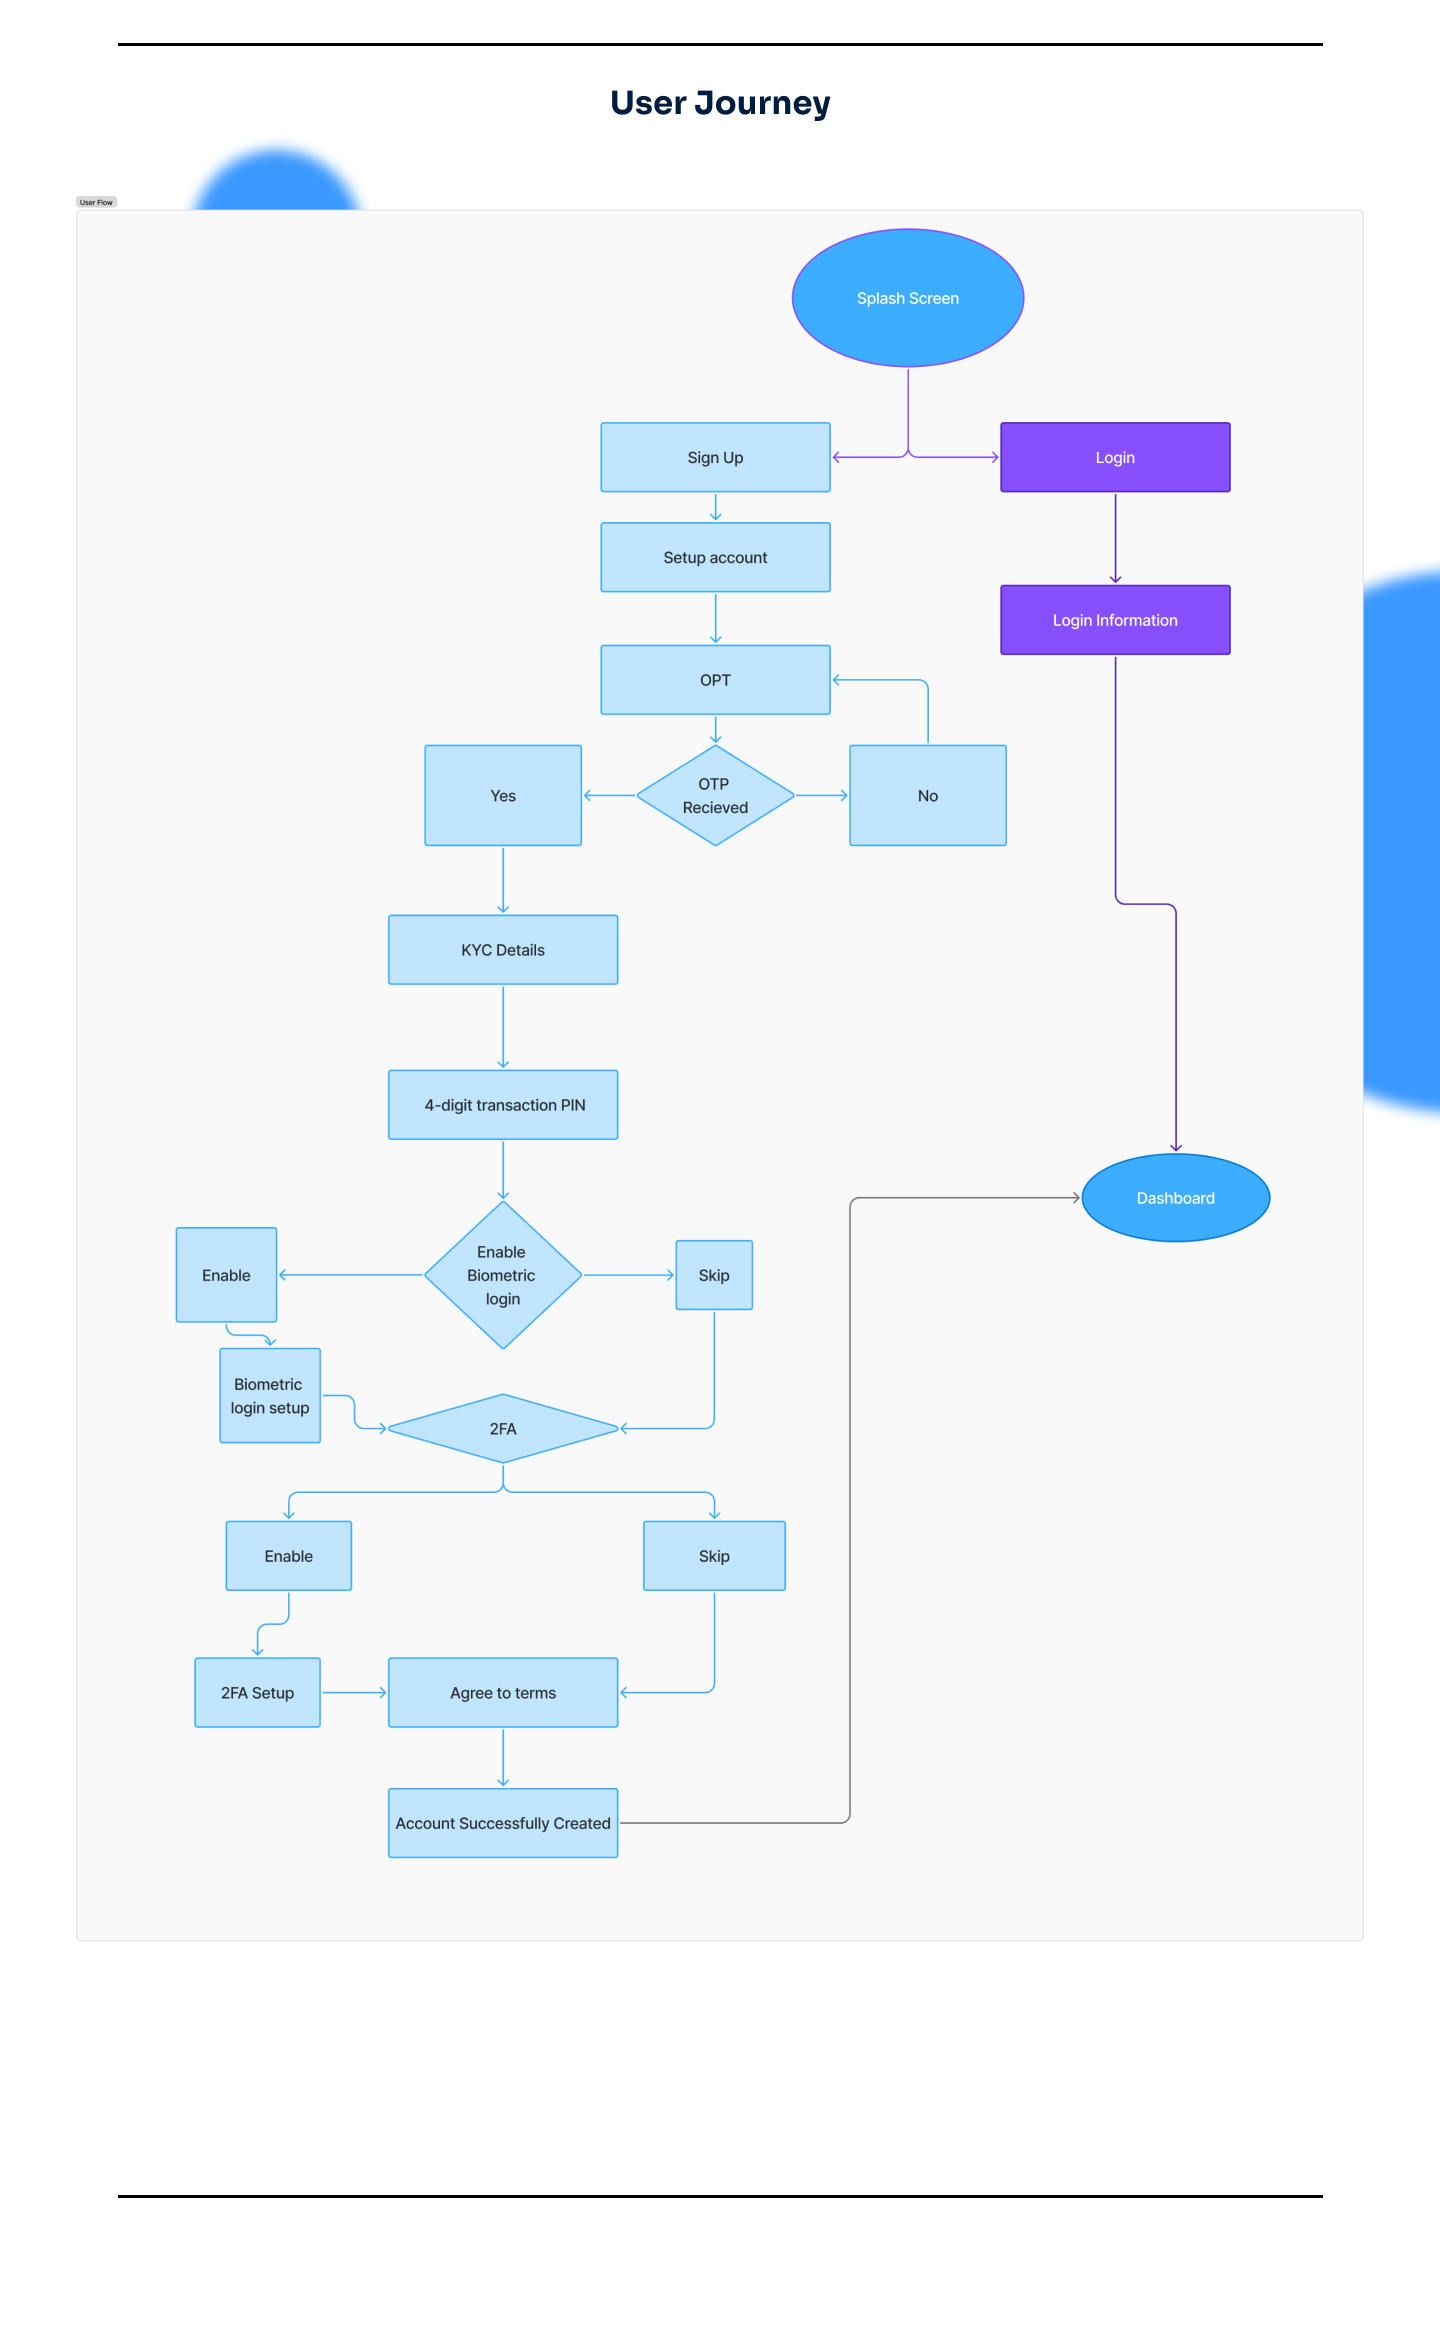 User Journey
User Flow
Splash Screen
Sign Up
Login
Setup account
Login Information
OPT
Yes
OTP
Recieved
No
KYC Details
4-digit transaction PIN
Dashboard
Enable
Enable
Biometric
login
Skip
Biometric
login setup
2FA
Enable
Skip
2FA Setup
Agree to terms
Account Successfully Created